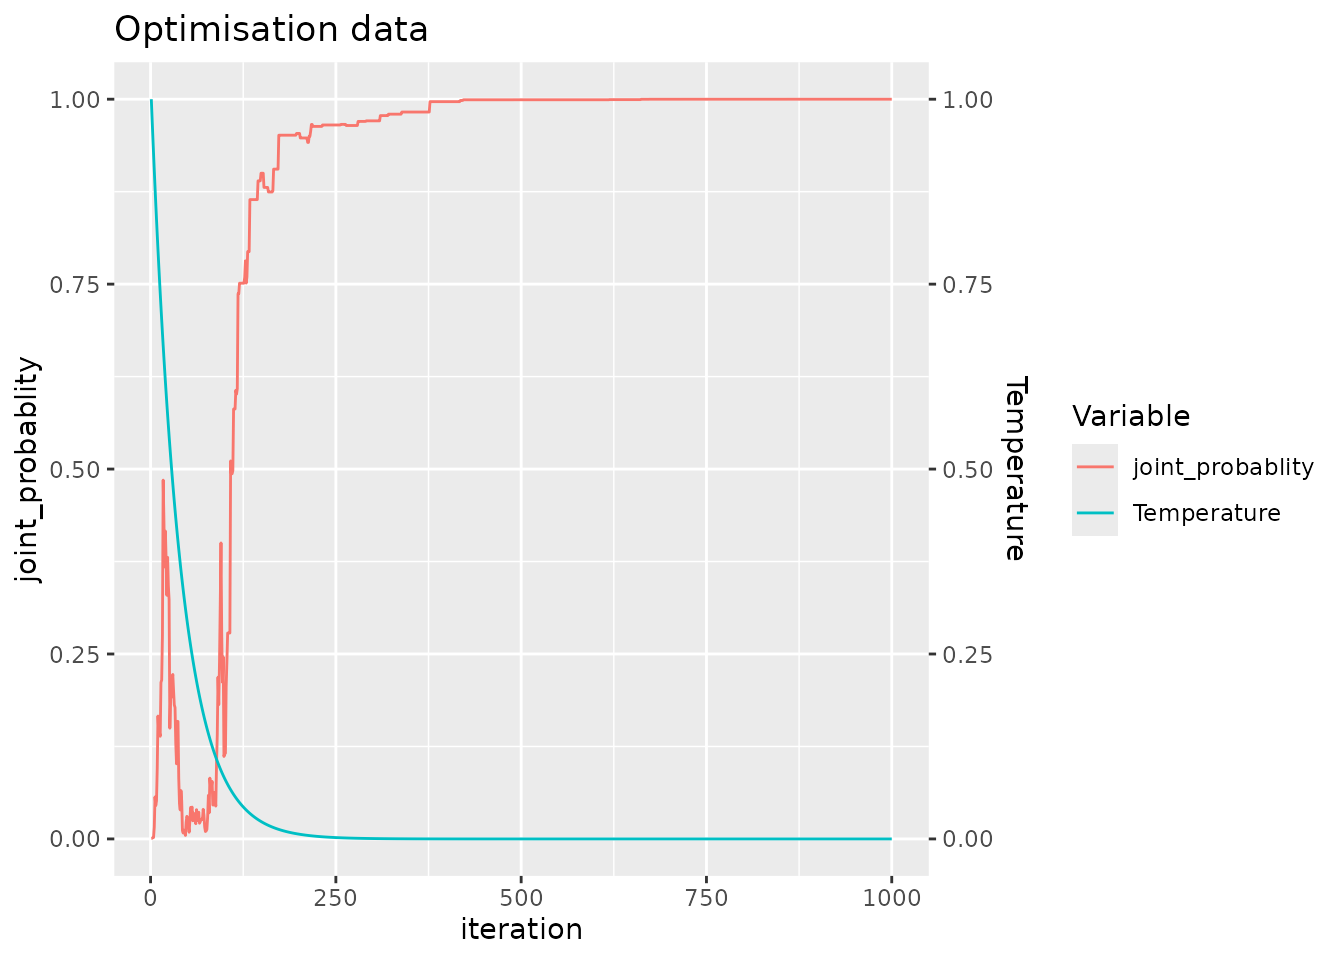 Optimisation data
1.00
0.75
0.50
0.25
0.00
joint_probablity
0
250
500
750
1000
iteration
1.00
0.75
0.50
0.25
0.00
Temperature
Variable
joint_probablity
Temperature